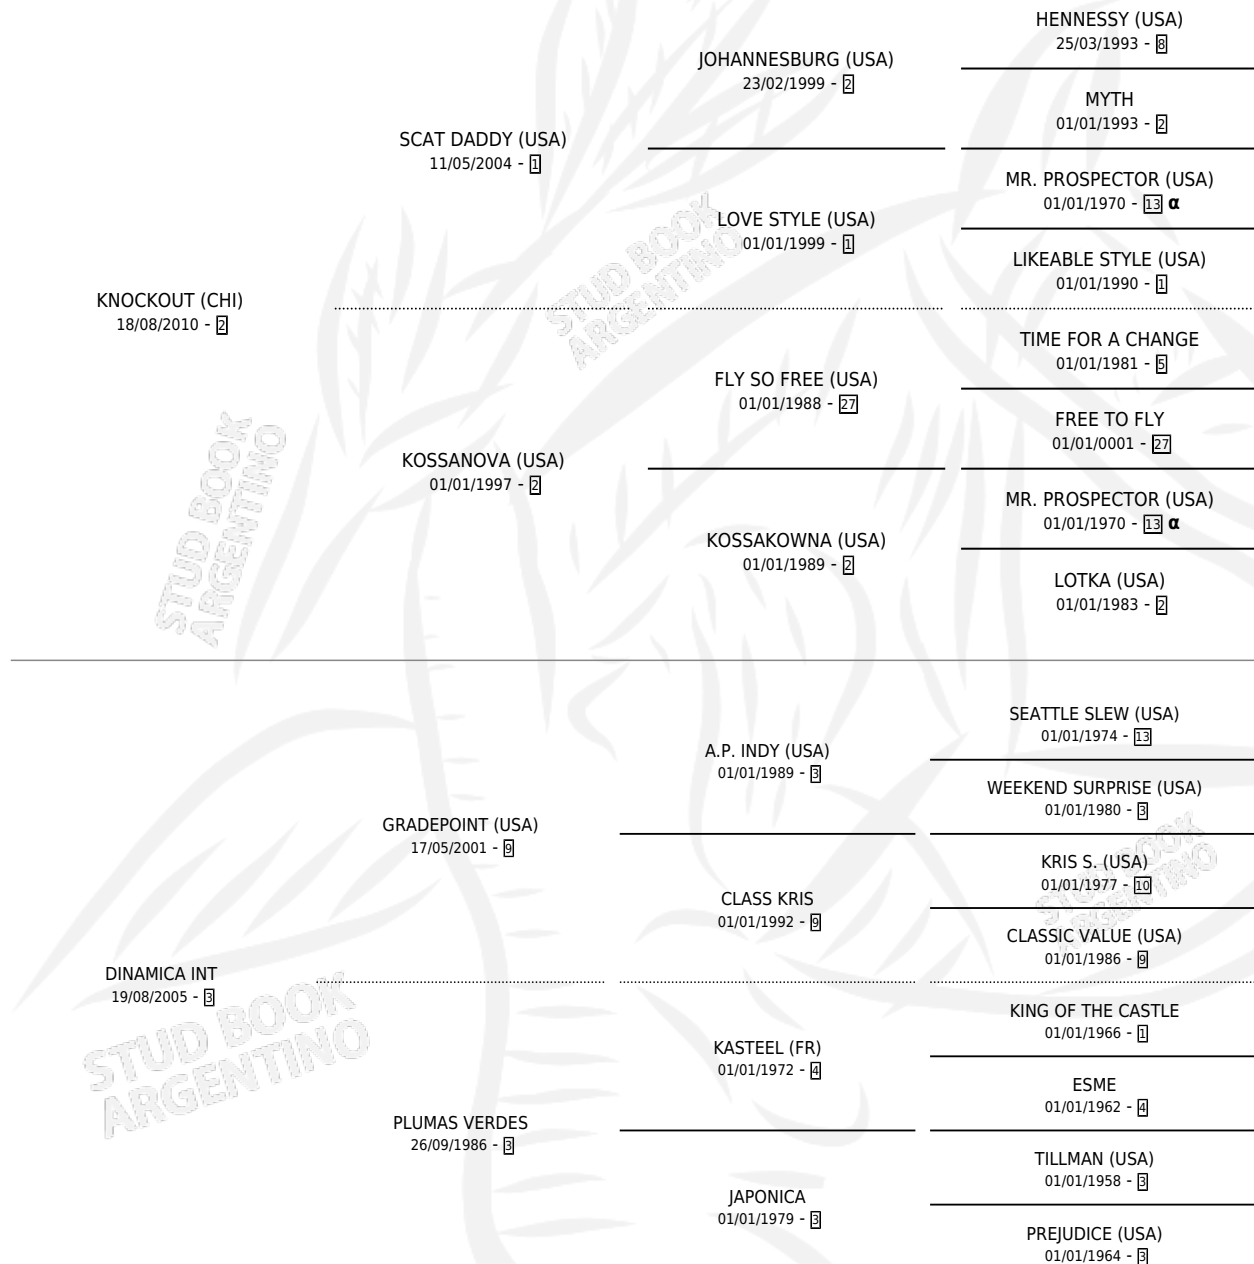 HENNESSY (USA)
25/03/1993 - 8
JOHANNESBURG (USA)
23/02/1999 - 2
MYTH
01/01/1993 - 2
SCAT DADDY (USA)
11/05/2004 - 1
MR. PROSPECTOR (USA)
01/01/1970 - 13 α
LOVE STYLE (USA)
01/01/1999 - 1
LIKEABLE STYLE (USA)
01/01/1990 - 1
KNOCKOUT (CHI)
18/08/2010 - 2
TIME FOR A CHANGE
01/01/1981 - 5
FLY SO FREE (USA)
01/01/1988 - 27
FREE TO FLY
01/01/0001 - 27
KOSSANOVA (USA)
01/01/1997 - 2
MR. PROSPECTOR (USA)
01/01/1970 - 13 α
KOSSAKOWNA (USA)
01/01/1989 - 2
LOTKA (USA)
01/01/1983 - 2
SEATTLE SLEW (USA)
01/01/1974 - 13
A.P. INDY (USA)
01/01/1989 - 3
WEEKEND SURPRISE (USA)
01/01/1980 - 3
GRADEPOINT (USA)
17/05/2001 - 9
KRIS S. (USA)
01/01/1977 - 10
CLASS KRIS
01/01/1992 - 9
CLASSIC VALUE (USA)
01/01/1986 - 9
DINAMICA INT
19/08/2005 - 3
KING OF THE CASTLE
01/01/1966 - 1
KASTEEL (FR)
01/01/1972 - 4
ESME
01/01/1962 - 4
PLUMAS VERDES
26/09/1986 - 3
TILLMAN (USA)
01/01/1958 - 3
JAPONICA
01/01/1979 - 3
PREJUDICE (USA)
01/01/1964 - 3
STUD BOOK
ARGENTINO
STUD BOOK
ARGENTINO
STUD BOOK
ARGENTINO
STUD BOOK
ARGENTINO